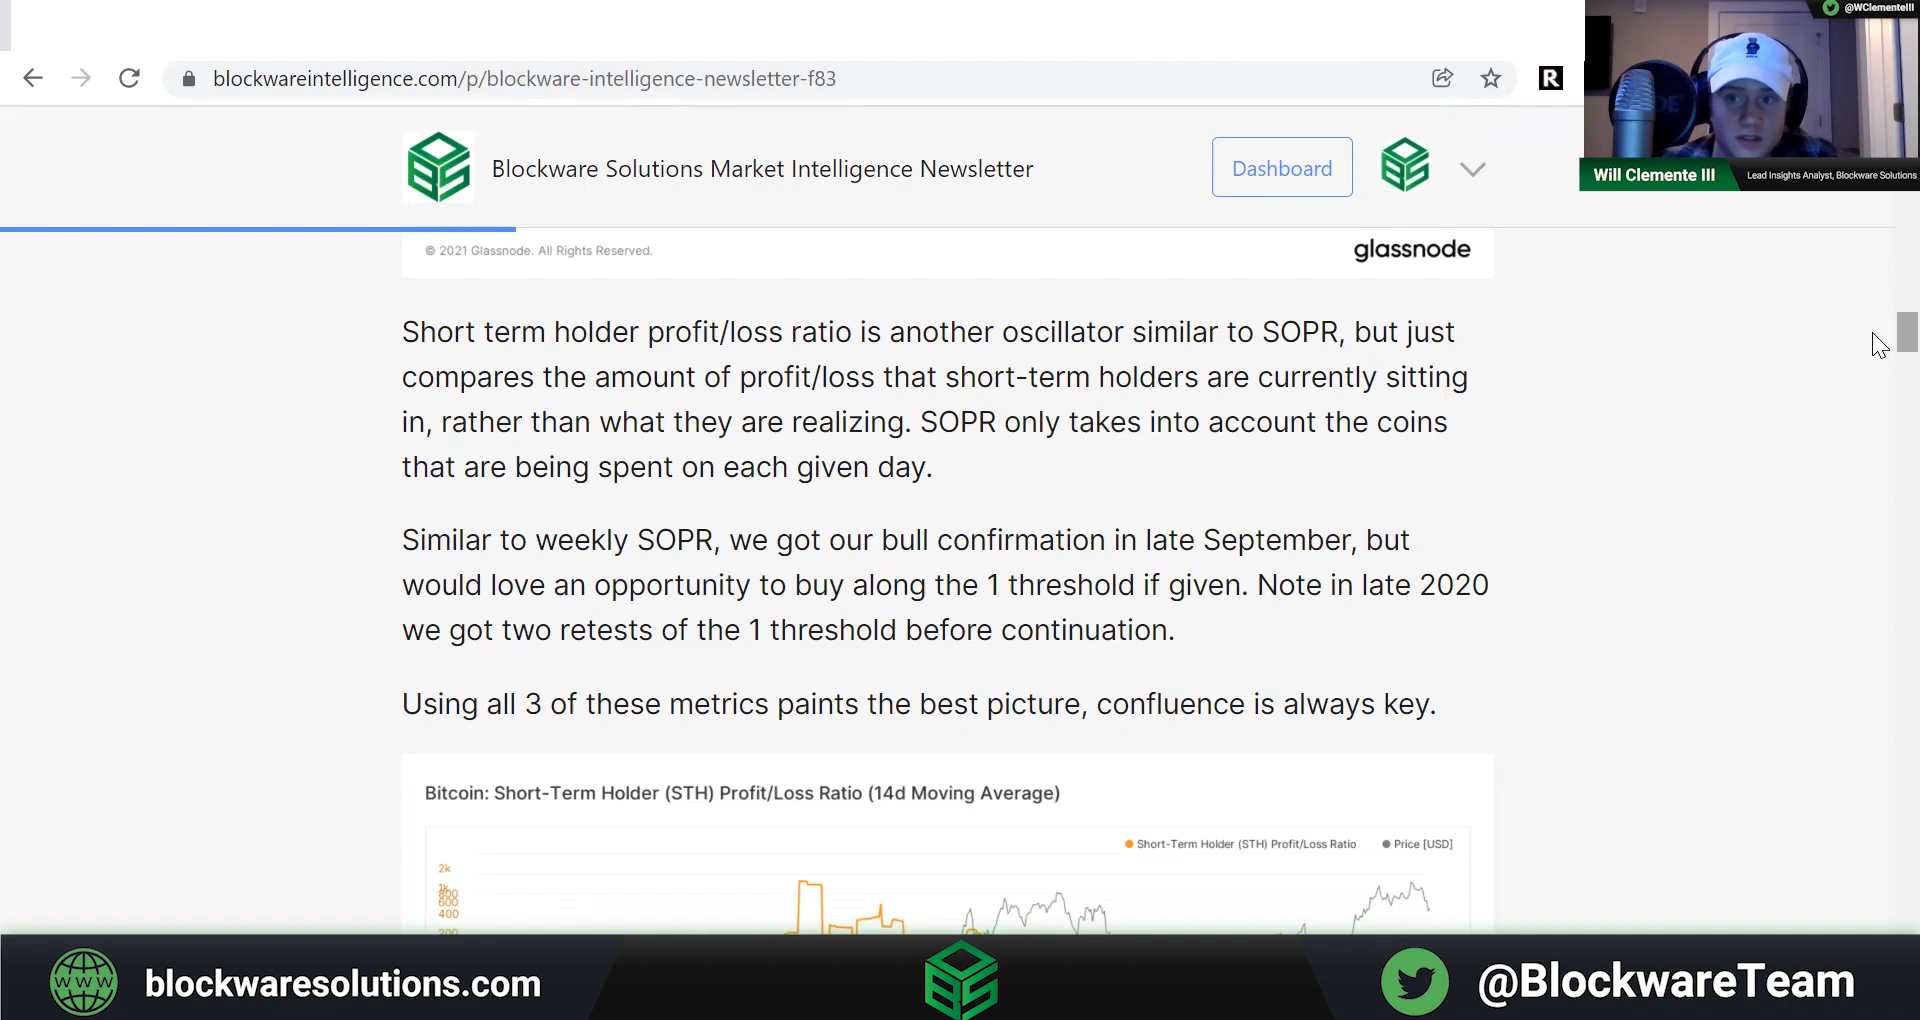 @WClementeIII
blockwareintelligence.com/p/blockware-intelligence-newsletter-f83
R
Blockware Solutions Market Intelligence Newsletter
Dashboard
Will Clemente III
Lead Insights Analyst, Blockware Solutions
© 2021 Glassnode. All Rights Reserved.
glassnode
Short term holder profit/loss ratio is another oscillator similar to SOPR, but just
compares the amount of profit/loss that short-term holders are currently sitting
in, rather than what they are realizing. SOPR only takes into account the coins
that are being spent on each given day.
Similar to weekly SOPR, we got our bull confirmation in late September, but
would love an opportunity to buy along the 1 threshold if given. Note in late 2020
we got two retests of the 1 threshold before continuation.
Using all 3 of these metrics paints the best picture, confluence is always key.
Bitcoin: Short-Term Holder (STH) Profit/Loss Ratio (14d Moving Average)
Short-Term Holder (STH) Profit/Loss Ratio
Price [USD]
2k
1k
800
600
400
200
WWW
blockwaresolutions.com
@BlockwareTeam